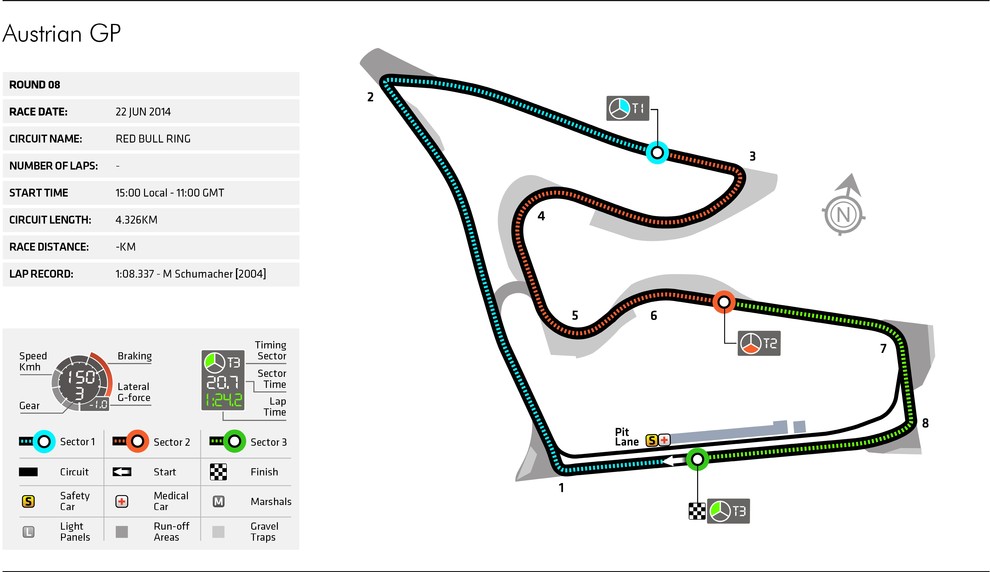 Austrian GP
ROUND 08
RACE DATE: 22 JUN 2014
CIRCUIT NAME: RED BULL RING
NUMBER OF LAPS: -
START TIME 15:00 Local - 11:00 GMT
CIRCUIT LENGTH: 4.326KM
RACE DISTANCE: -KM
LAP RECORD: 1:08.337 - M Schumacher [2004]
Speed
Kmh
Braking
150
3
Lateral
G-force
-1.0
Gear
Timing
Sector
T3
Sector
Time
20.7
Lap
Time
1:24.2
Sector 1
Sector 2
Sector 3
Circuit
Start
Finish
S
Safety
Car
Medical
Car
M
Marshals
L
Light
Panels
Run-off
Areas
Gravel
Traps
2
T1
3
4
N
5
6
T2
7
8
Pit
Lane
S
1
T3